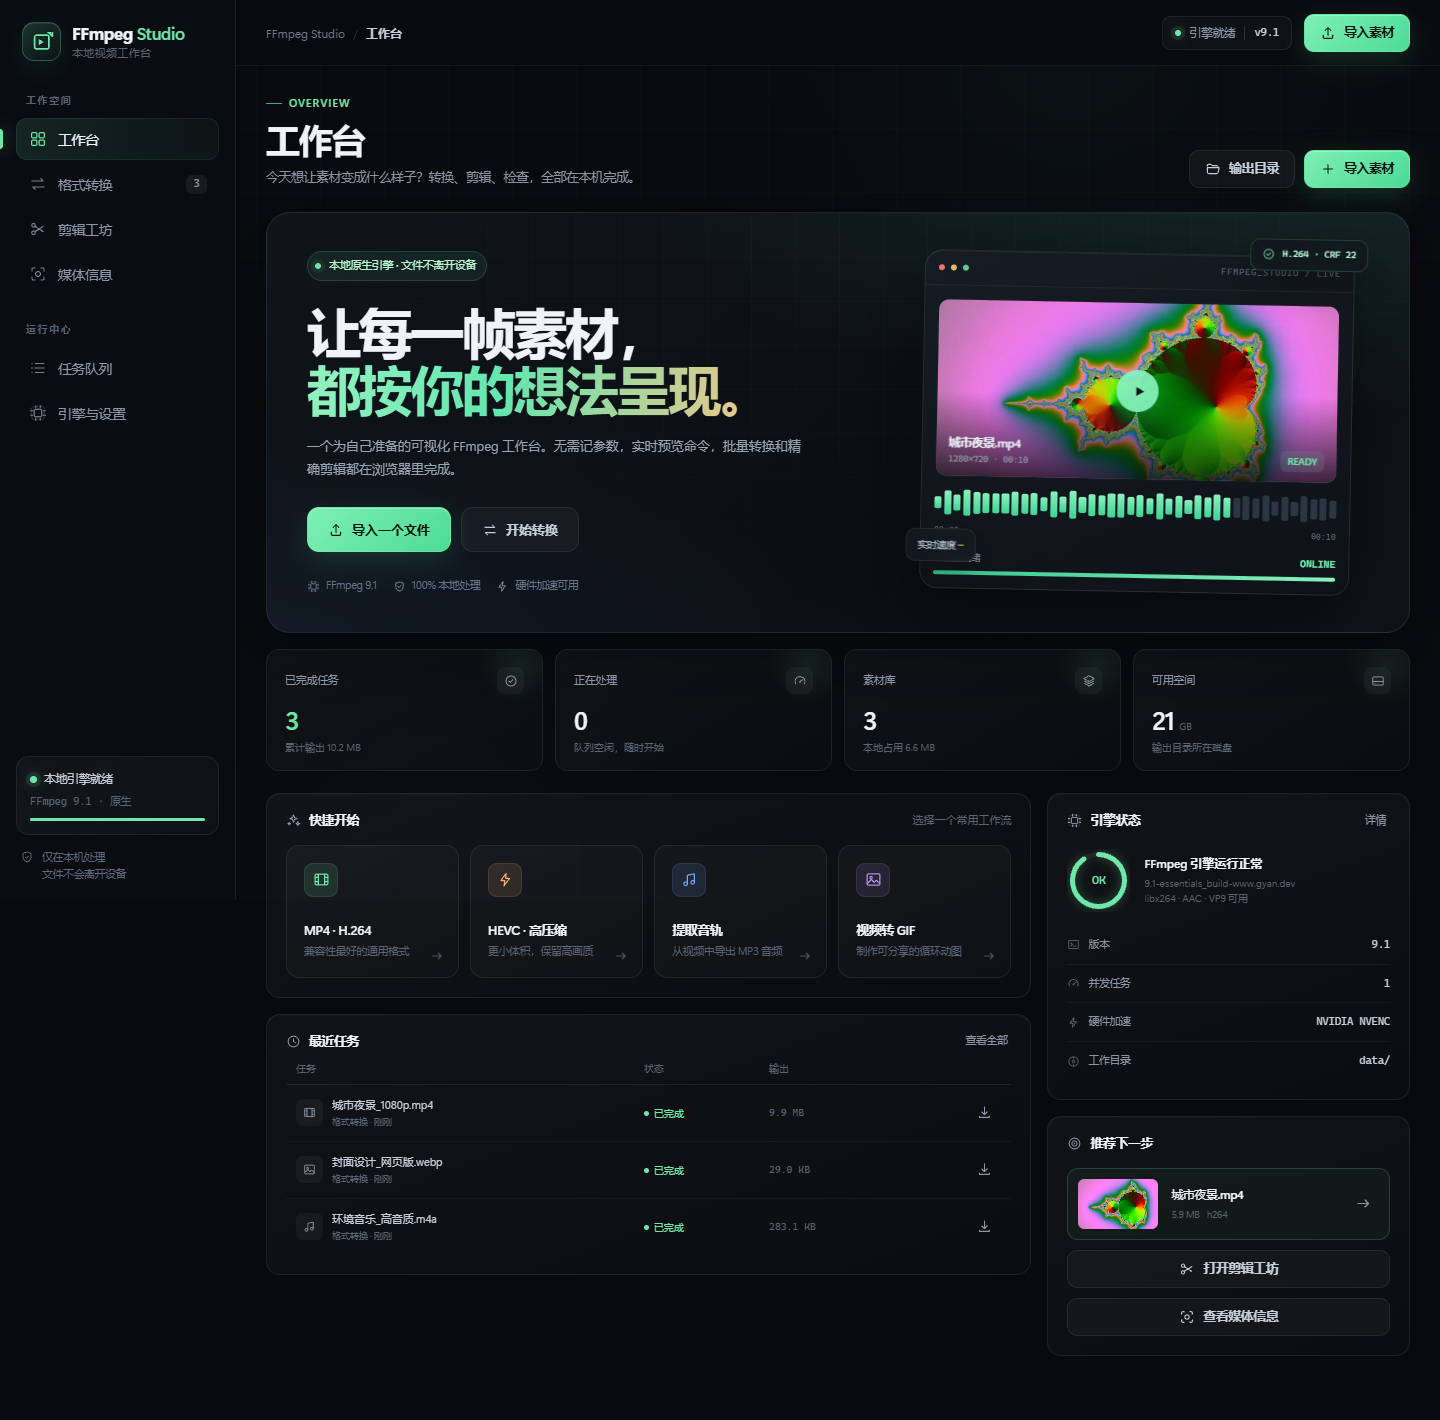 FFmpeg Studio
本地视频工作台
工作空间
工作台
格式转换
3
剪辑工坊
媒体信息
运行中心
任务队列
引擎与设置
本地引擎就绪
FFmpeg 9.1 · 原生
仅在本机处理
文件不会离开设备
FFmpeg Studio / 工作台
引擎就绪
v9.1
导入素材
OVERVIEW
工作台
今天想让素材变成什么样子？转换、剪辑、检查，全部在本机完成。
输出目录
导入素材
本地原生引擎 · 文件不离开设备
让每一帧素材，
都按你的想法呈现。
一个为自己准备的可视化 FFmpeg 工作台。无需记参数，实时预览命令，批量转换和精
确剪辑都在浏览器里完成。
导入一个文件
开始转换
FFmpeg 9.1
100% 本地处理
硬件加速可用
H.264 · CRF 22
FFMPEG_STUDIO / LIVE
城市夜景.mp4
1280×720 · 00:10
READY
00:10
实时速度 –
绪
ONLINE
已完成任务
3
累计输出 10.2 MB
正在处理
0
队列空闲，随时开始
素材库
3
本地占用 6.6 MB
可用空间
21 GB
输出目录所在磁盘
快捷开始
选择一个常用工作流
MP4 · H.264
兼容性最好的通用格式
HEVC · 高压缩
更小体积，保留高画质
提取音轨
从视频中导出 MP3 音频
视频转 GIF
制作可分享的循环动图
最近任务
查看全部
任务
状态
输出
城市夜景_1080p.mp4
格式转换 · 刚刚
已完成
9.9 MB
封面设计_网页版.webp
格式转换 · 刚刚
已完成
29.0 KB
环境音乐_高音质.m4a
格式转换 · 刚刚
已完成
283.1 KB
引擎状态
详情
OK
FFmpeg 引擎运行正常
9.1-essentials_build-www.gyan.dev
libx264 · AAC · VP9 可用
版本
9.1
并发任务
1
硬件加速
NVIDIA NVENC
工作目录
data/
推荐下一步
城市夜景.mp4
5.9 MB h264
打开剪辑工坊
查看媒体信息